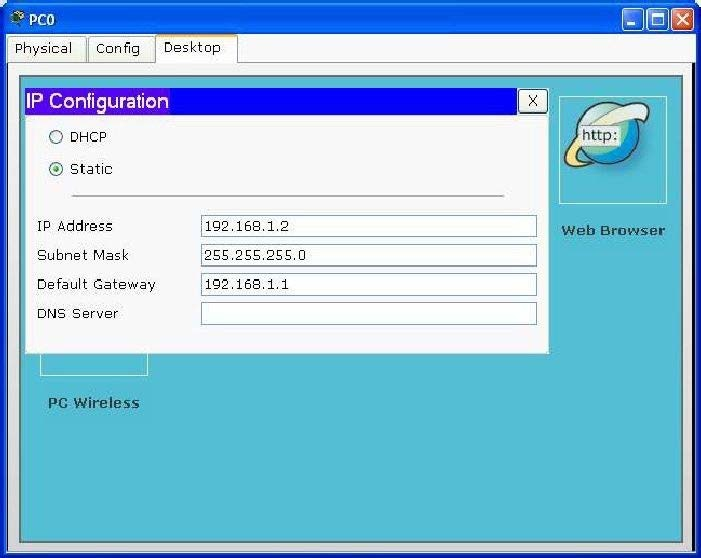 PC0
Physical Config Desktop
IP Configuration X
DHCP
Static
http:
IP Address 192.168.1.2
Web Browser
Subnet Mask 255.255.255.0
Default Gateway 192.168.1.1
DNS Server
PC Wireless